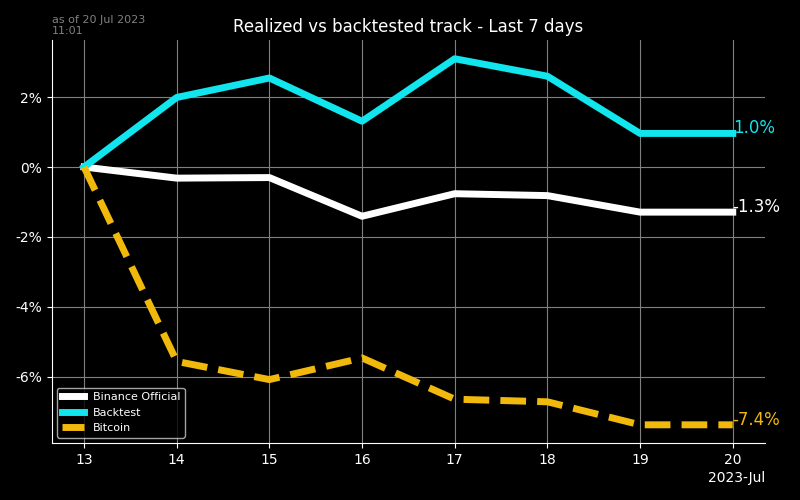 as of 20 Jul 2023
11:01
Realized vs backtested track - Last 7 days
2%
0%
-2%
-4%
-6%
1.0%
-1.3%
-7.4%
Binance Official
Backtest
Bitcoin
13 14 15 16 17 18 19 20
2023-Jul